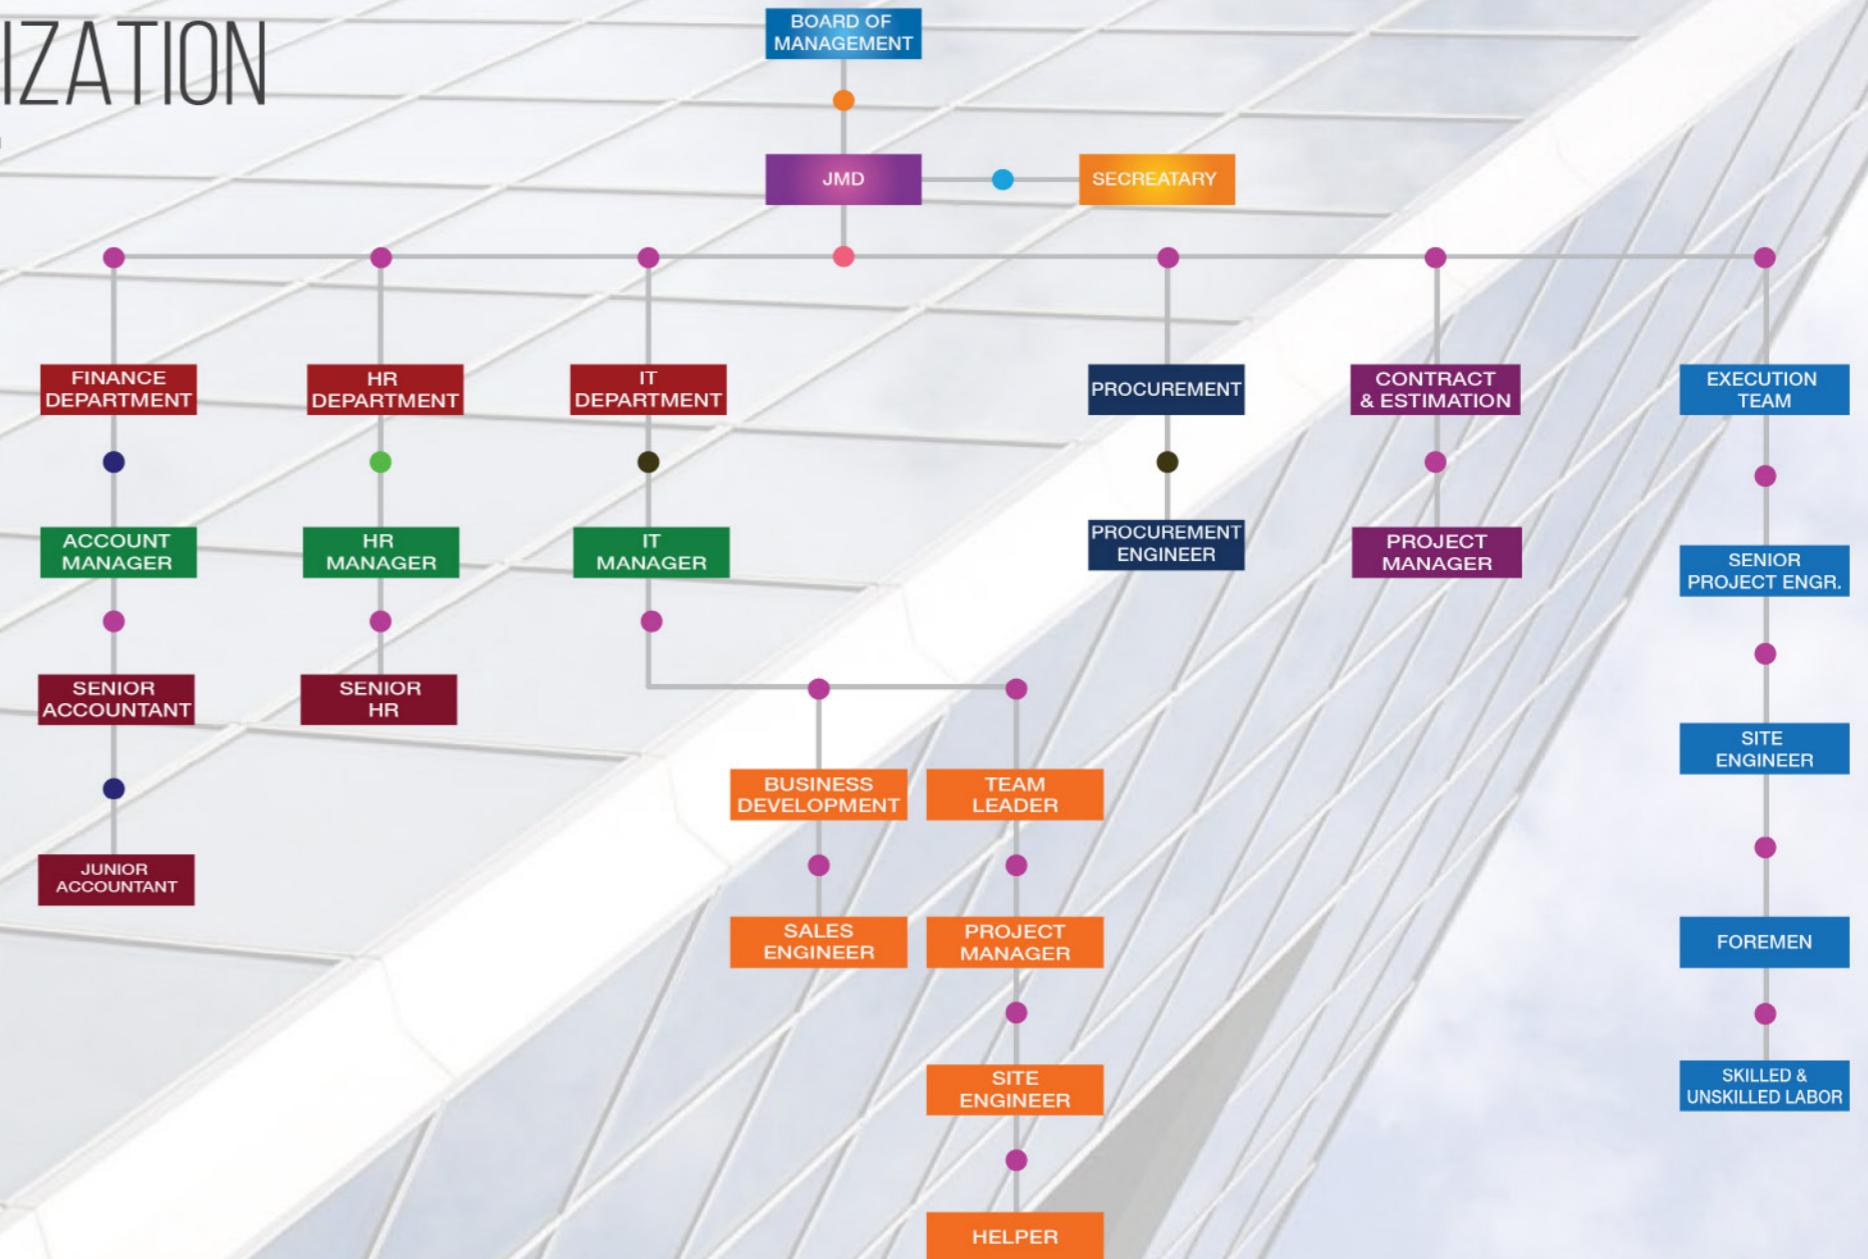 IZATION
BOARD OF
MANAGEMENT
JMD
SECREATARY
FINANCE
DEPARTMENT
HR
DEPARTMENT
IT
DEPARTMENT
PROCUREMENT
CONTRACT
& ESTIMATION
EXECUTION
TEAM
ACCOUNT
MANAGER
HR
MANAGER
IT
MANAGER
PROCUREMENT
ENGINEER
PROJECT
MANAGER
SENIOR
PROJECT ENGR.
SENIOR
ACCOUNTANT
SENIOR
HR
SITE
ENGINEER
BUSINESS
DEVELOPMENT
TEAM
LEADER
JUNIOR
ACCOUNTANT
SALES
ENGINEER
PROJECT
MANAGER
FOREMEN
SITE
ENGINEER
SKILLED &
UNSKILLED LABOR
HELPER